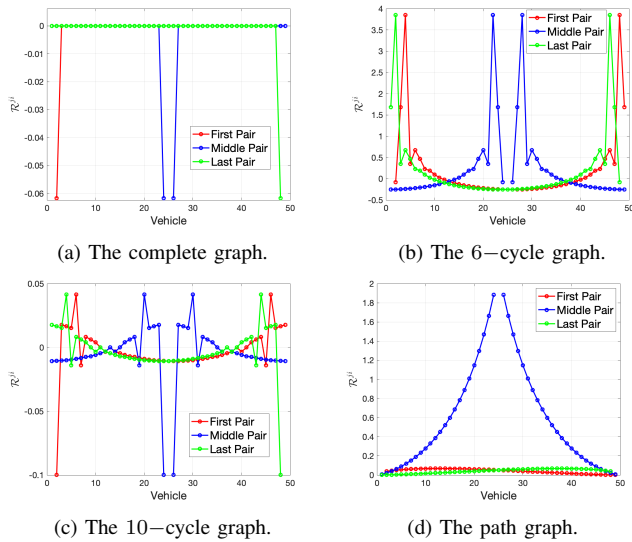 0
-0.01
-0.02
-0.03
-0.04
-0.05
-0.06
ℛ^{ji}
First Pair
Middle Pair
Last Pair
0 10 20 30 40 50
Vehicle
(a) The complete graph.
4
3.5
3
2.5
2
1.5
1
0.5
0
-0.5
ℛ^{ji}
First Pair
Middle Pair
Last Pair
0 10 20 30 40 50
Vehicle
(b) The 6−cycle graph.
0.05
0
-0.05
-0.1
ℛ^{ji}
First Pair
Middle Pair
Last Pair
0 10 20 30 40 50
Vehicle
(c) The 10−cycle graph.
2
1.8
1.6
1.4
1.2
1
0.8
0.6
0.4
0.2
0
ℛ^{ji}
First Pair
Middle Pair
Last Pair
0 10 20 30 40 50
Vehicle
(d) The path graph.